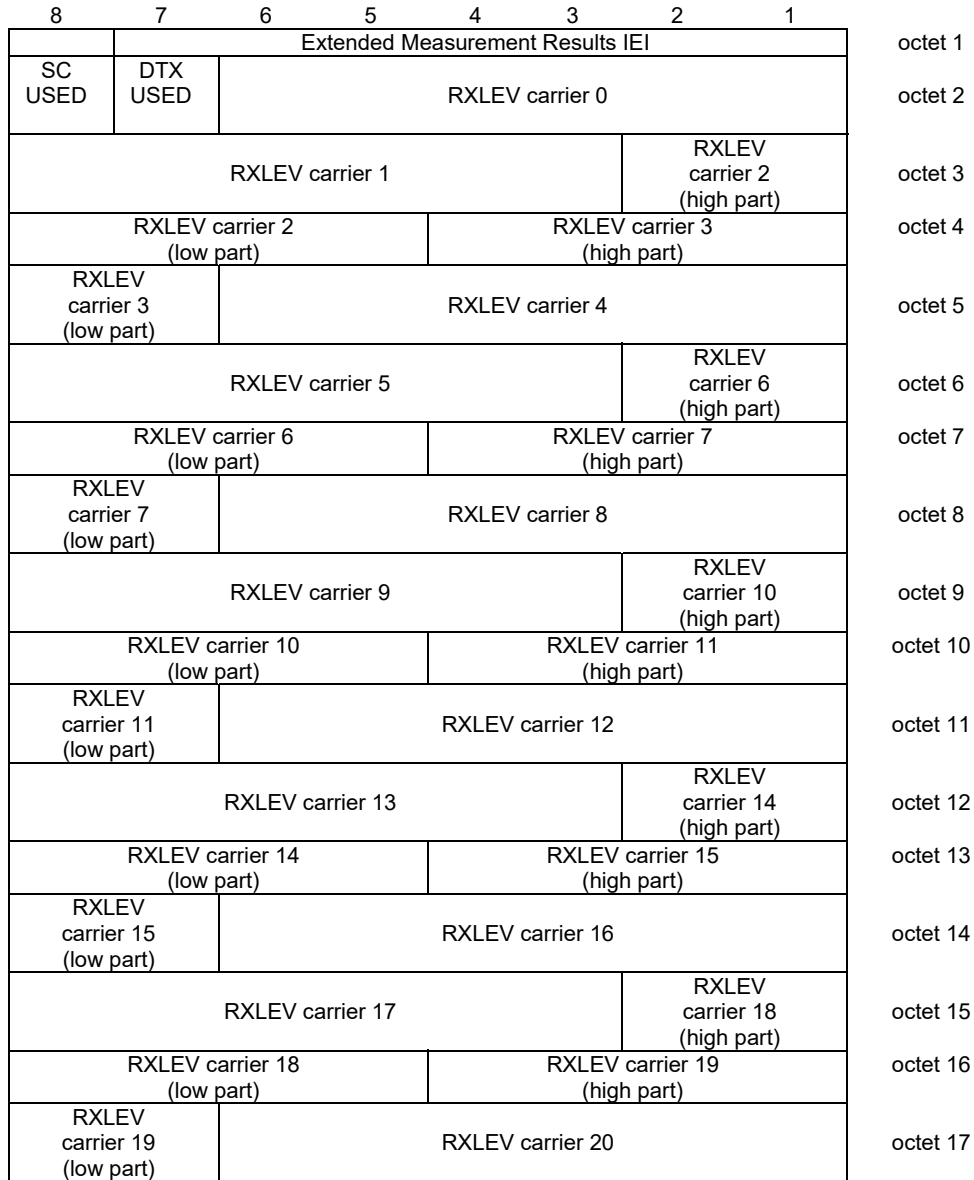 8 7 6 5 4 3 2 1
Extended Measurement Results IEI octet 1
SC DTX
USED USED RXLEV carrier 0 octet 2
RXLEV
RXLEV carrier 1 carrier 2 octet 3
(high part)
RXLEV carrier 2 RXLEV carrier 3 octet 4
(low part) (high part)
RXLEV
carrier 3 RXLEV carrier 4 octet 5
(low part)
RXLEV
RXLEV carrier 5 carrier 6 octet 6
(high part)
RXLEV carrier 6 RXLEV carrier 7 octet 7
(low part) (high part)
RXLEV
carrier 7 RXLEV carrier 8 octet 8
(low part)
RXLEV
RXLEV carrier 9 carrier 10 octet 9
(high part)
RXLEV carrier 10 RXLEV carrier 11 octet 10
(low part) (high part)
RXLEV
carrier 11 RXLEV carrier 12 octet 11
(low part)
RXLEV
RXLEV carrier 13 carrier 14 octet 12
(high part)
RXLEV carrier 14 RXLEV carrier 15 octet 13
(low part) (high part)
RXLEV
carrier 15 RXLEV carrier 16 octet 14
(low part)
RXLEV
RXLEV carrier 17 carrier 18 octet 15
(high part)
RXLEV carrier 18 RXLEV carrier 19 octet 16
(low part) (high part)
RXLEV
carrier 19 RXLEV carrier 20 octet 17
(low part)